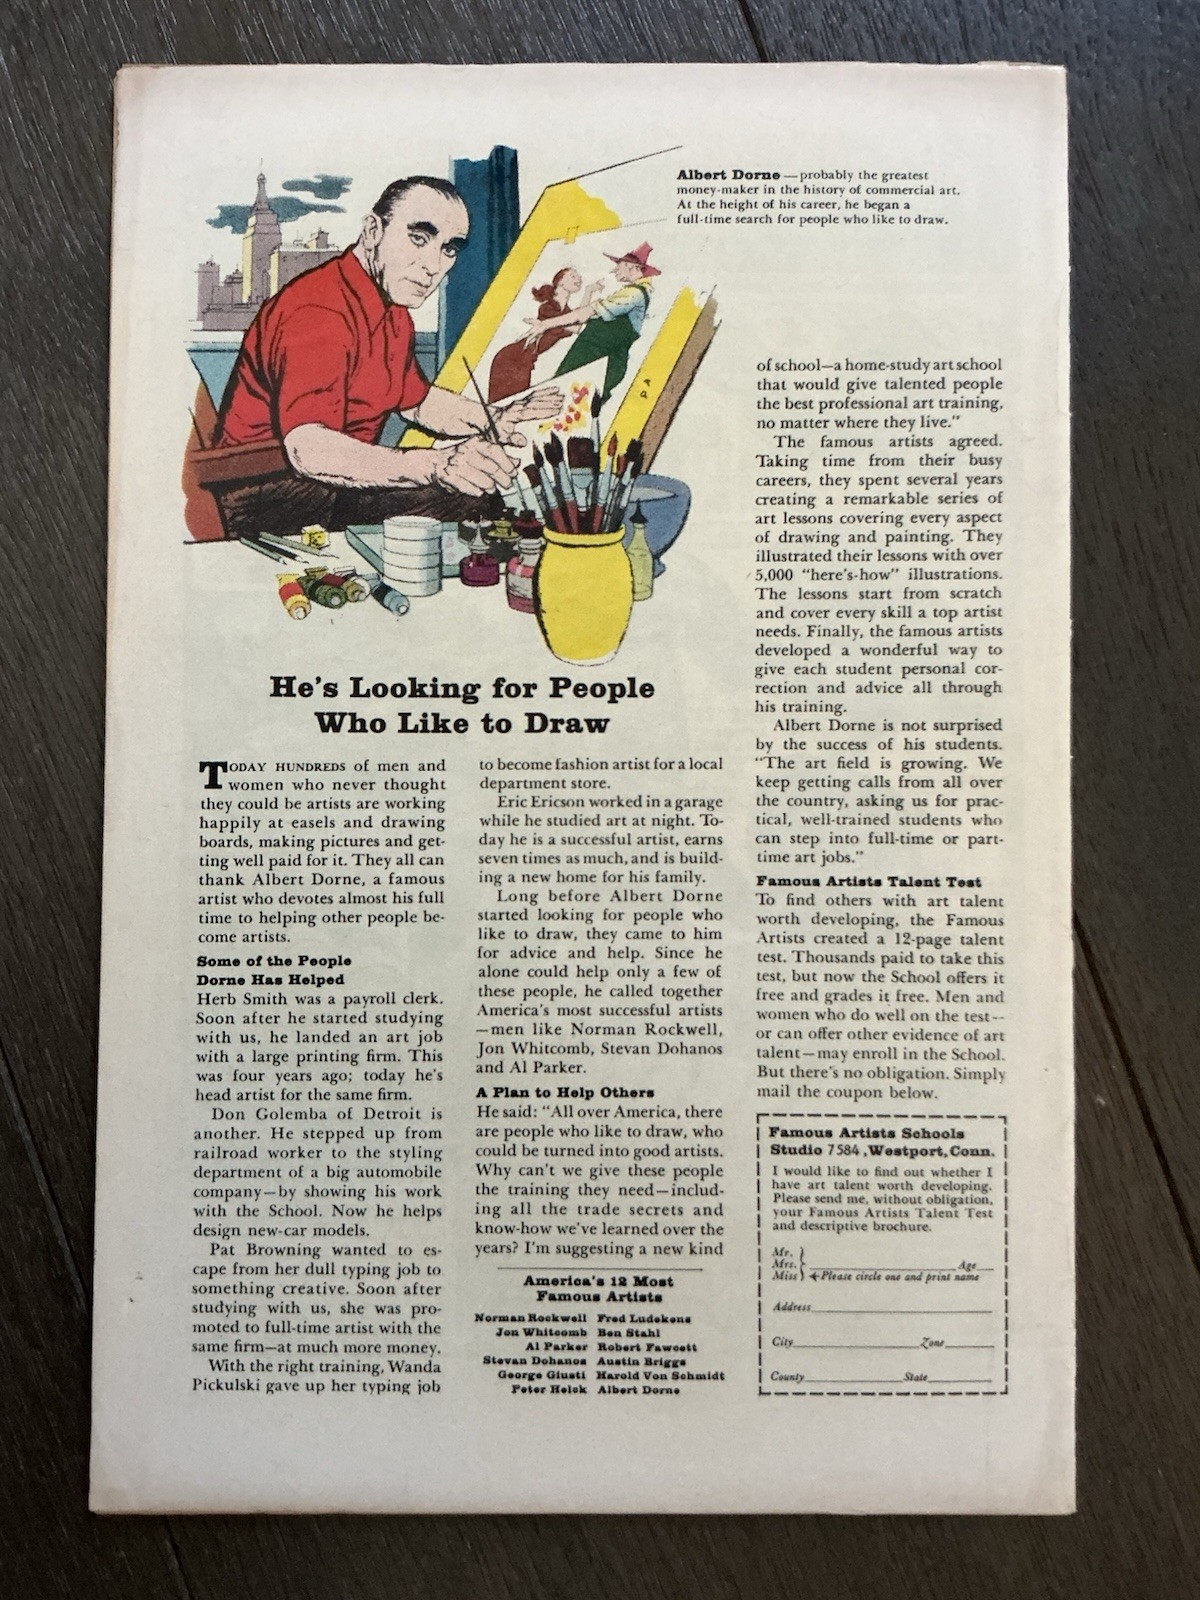 Albert Dorne—probably the greatest
money-maker in the history of commercial art.
At the height of his career, he began a
full-time search for people who like to draw.
He's Looking for People
Who Like to Draw
TODAY HUNDREDS of men and
women who never thought
they could be artists are working
happily at easels and drawing
boards, making pictures and get-
ting well paid for it. They all can
thank Albert Dorne, a famous
artist who devotes almost his full
time to helping other people be-
come artists.
Some of the People
Dorne Has Helped
Herb Smith was a payroll clerk.
Soon after he started studying
with us, he landed an art job
with a large printing firm. This
was four years ago; today he's
head artist for the same firm.
Don Golemba of Detroit is
another. He stepped up from
railroad worker to the styling
department of a big automobile
company—by showing his work
with the School. Now he helps
design new-car models.
Pat Browning wanted to es-
cape from her dull typing job to
something creative. Soon after
studying with us, she was pro-
moted to full-time artist with the
same firm—at much more money.
With the right training, Wanda
Pickulski gave up her typing job
to become fashion artist for a local
department store.
Eric Ericson worked in a garage
while he studied art at night. To-
day he is a successful artist, earns
seven times as much, and is build-
ing a new home for his family.
Long before Albert Dorne
started looking for people who
like to draw, they came to him
for advice and help. Since he
alone could help only a few of
these people, he called together
America's most successful artists
—men like Norman Rockwell,
Jon Whitcomb, Stevan Dohanos
and Al Parker.
A Plan to Help Others
He said: "All over America, there
are people who like to draw, who
could be turned into good artists.
Why can't we give these people
the training they need—includ-
ing all the trade secrets and
know-how we've learned over the
years? I'm suggesting a new kind
America's 12 Most
Famous Artists
Norman Rockwell Fred Ludekens
Jon Whitcomb Ben Stahl
Al Parker Robert Fawcett
Stevan Dohanos Austin Briggs
George Giusti Harold Von Schmidt
Peter Helck Albert Dorne
of school—a home-study art school
that would give talented people
the best professional art training,
no matter where they live."
The famous artists agreed.
Taking time from their busy
careers, they spent several years
creating a remarkable series of
art lessons covering every aspect
of drawing and painting. They
illustrated their lessons with over
5,000 "here's-how" illustrations.
The lessons start from scratch
and cover every skill a top artist
needs. Finally, the famous artists
developed a wonderful way to
give each student personal cor-
rection and advice all through
his training.
Albert Dorne is not surprised
by the success of his students.
"The art field is growing. We
keep getting calls from all over
the country, asking us for prac-
tical, well-trained students who
can step into full-time or part-
time art jobs."
Famous Artists Talent Test
To find others with art talent
worth developing, the Famous
Artists created a 12-page talent
test. Thousands paid to take this
test, but now the School offers it
free and grades it free. Men and
women who do well on the test—
or can offer other evidence of art
talent—may enroll in the School.
But there's no obligation. Simply
mail the coupon below.
Famous Artists Schools
Studio 7584, Westport, Conn.
I would like to find out whether I
have art talent worth developing.
Please send me, without obligation,
your Famous Artists Talent Test
and descriptive brochure.
Mr.
Mrs. Age
Miss Please circle one and print name
Address
City Zone
County State